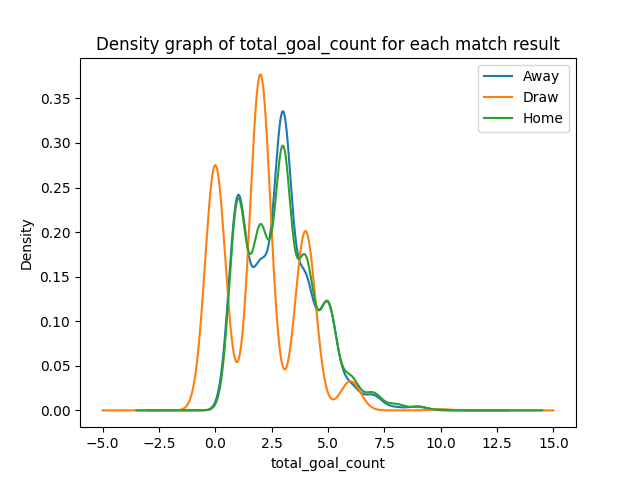 Density graph of total_goal_count for each match result
Away
Draw
Home
0.35
0.30
0.25
0.20
0.15
0.10
0.05
0.00
Density
−5.0 −2.5 0.0 2.5 5.0 7.5 10.0 12.5 15.0
total_goal_count